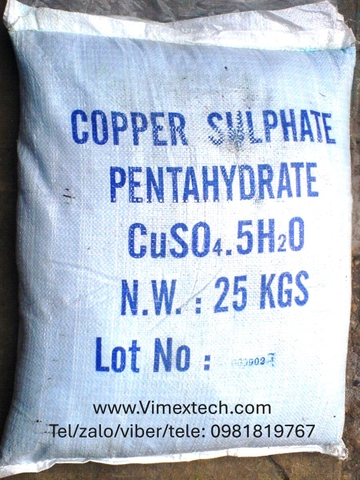 COPPER SULPHATE
PENTAHYDRATE
CuSO₄.5H₂O
N.W. : 25 KGS
Lot No :
www.Vimextech.com
Tel/zalo/viber/tele: 0981819767